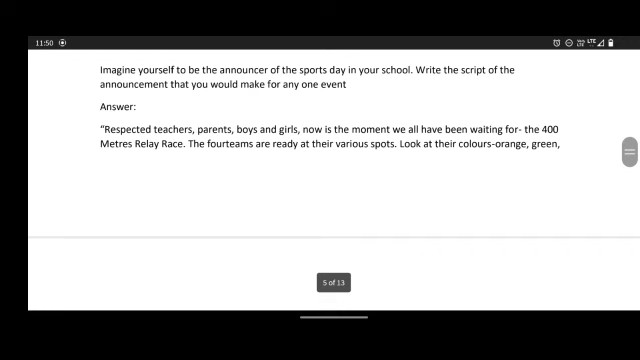 11:50
LTE
Imagine yourself to be the announcer of the sports day in your school. Write the script of the
announcement that you would make for any one event
Answer:
“Respected teachers, parents, boys and girls, now is the moment we all have been waiting for- the 400
Metres Relay Race. The fourteams are ready at their various spots. Look at their colours-orange, green,
5 of 13